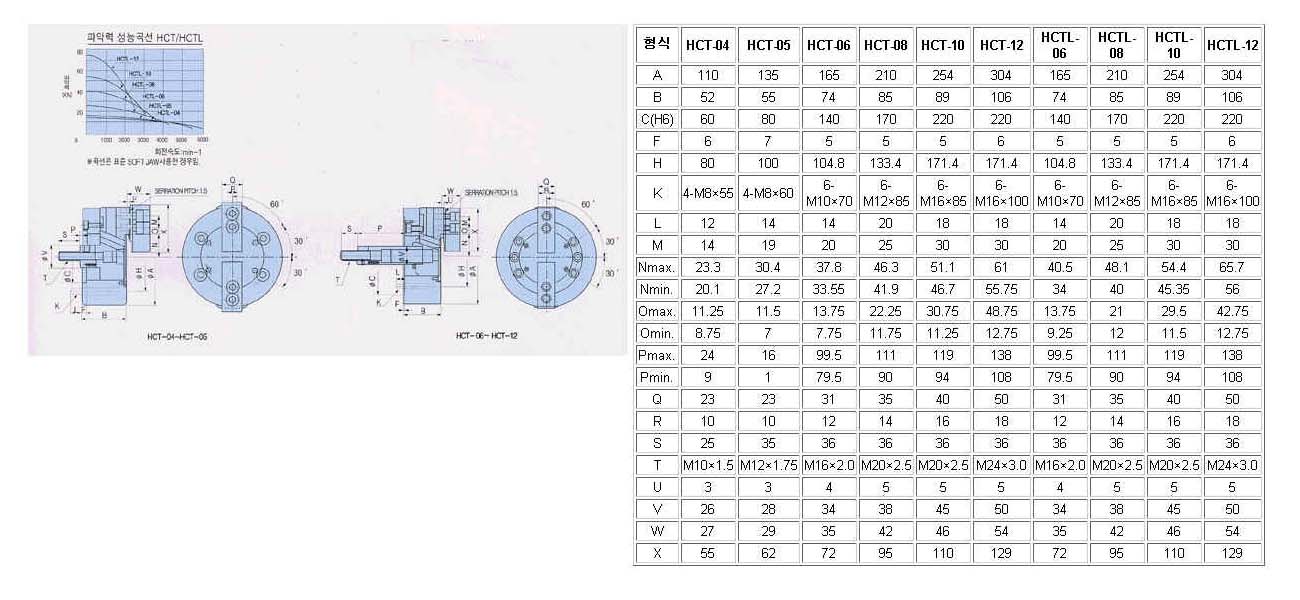 파악력 성능곡선 HCT/HCTL
80
60
40
20
0
1000 2000 3000 4000 5000 6000
HCTL-12
HCTL-10
HCTL-08
HCTL-06
HCTL-05
HCTL-04
회전속도:min-1
※곡선은 표준 SOFT JAW사용한 경우임.
W
SERRATION PITCH 1.5
Q
R
60˚
30˚
30˚
S P
O,M
X
N
T
K
J
B
HCT-04~HCT-05
W
SERRATION PITCH 1.5
Q
R
60˚
30˚
30˚
S P
O,M
X
N
T
L
K
F
B
HCT-06~HCT-12
형식 HCT-04 HCT-05 HCT-06 HCT-08 HCT-10 HCT-12 HCTL-06 HCTL-08 HCTL-10 HCTL-12
A 110 135 165 210 254 304 165 210 254 304
B 52 55 74 85 89 106 74 85 89 106
C(H6) 60 80 140 170 220 220 140 170 220 220
F 6 7 5 5 5 6 5 5 5 6
H 80 100 104.8 133.4 171.4 171.4 104.8 133.4 171.4 171.4
K 4-M8×55 4-M8×60 6-M10×70 6-M12×85 6-M16×85 6-M16×100 6-M10×70 6-M12×85 6-M16×85 6-M16×100
L 12 14 14 20 18 18 14 20 18 18
M 14 19 20 25 30 30 20 25 30 30
Nmax. 23.3 30.4 37.8 46.3 51.1 61 40.5 48.1 54.4 65.7
Nmin. 20.1 27.2 33.55 41.9 46.7 55.75 34 40 45.35 56
Omax. 11.25 11.5 13.75 22.25 30.75 48.75 13.75 21 29.5 42.75
Omin. 8.75 7 7.75 11.75 11.25 12.75 9.25 12 11.5 12.75
Pmax. 24 16 99.5 111 119 138 99.5 111 119 138
Pmin. 9 1 79.5 90 94 108 79.5 90 94 108
Q 23 23 31 35 40 50 31 35 40 50
R 10 10 12 14 16 18 12 14 16 18
S 25 35 36 36 36 36 36 36 36 36
T M10×1.5 M12×1.75 M16×2.0 M20×2.5 M20×2.5 M24×3.0 M16×2.0 M20×2.5 M20×2.5 M24×3.0
U 3 3 4 5 5 5 4 5 5 5
V 26 28 34 38 45 50 34 38 45 50
W 27 29 35 42 46 54 35 42 46 54
X 55 62 72 95 110 129 72 95 110 129